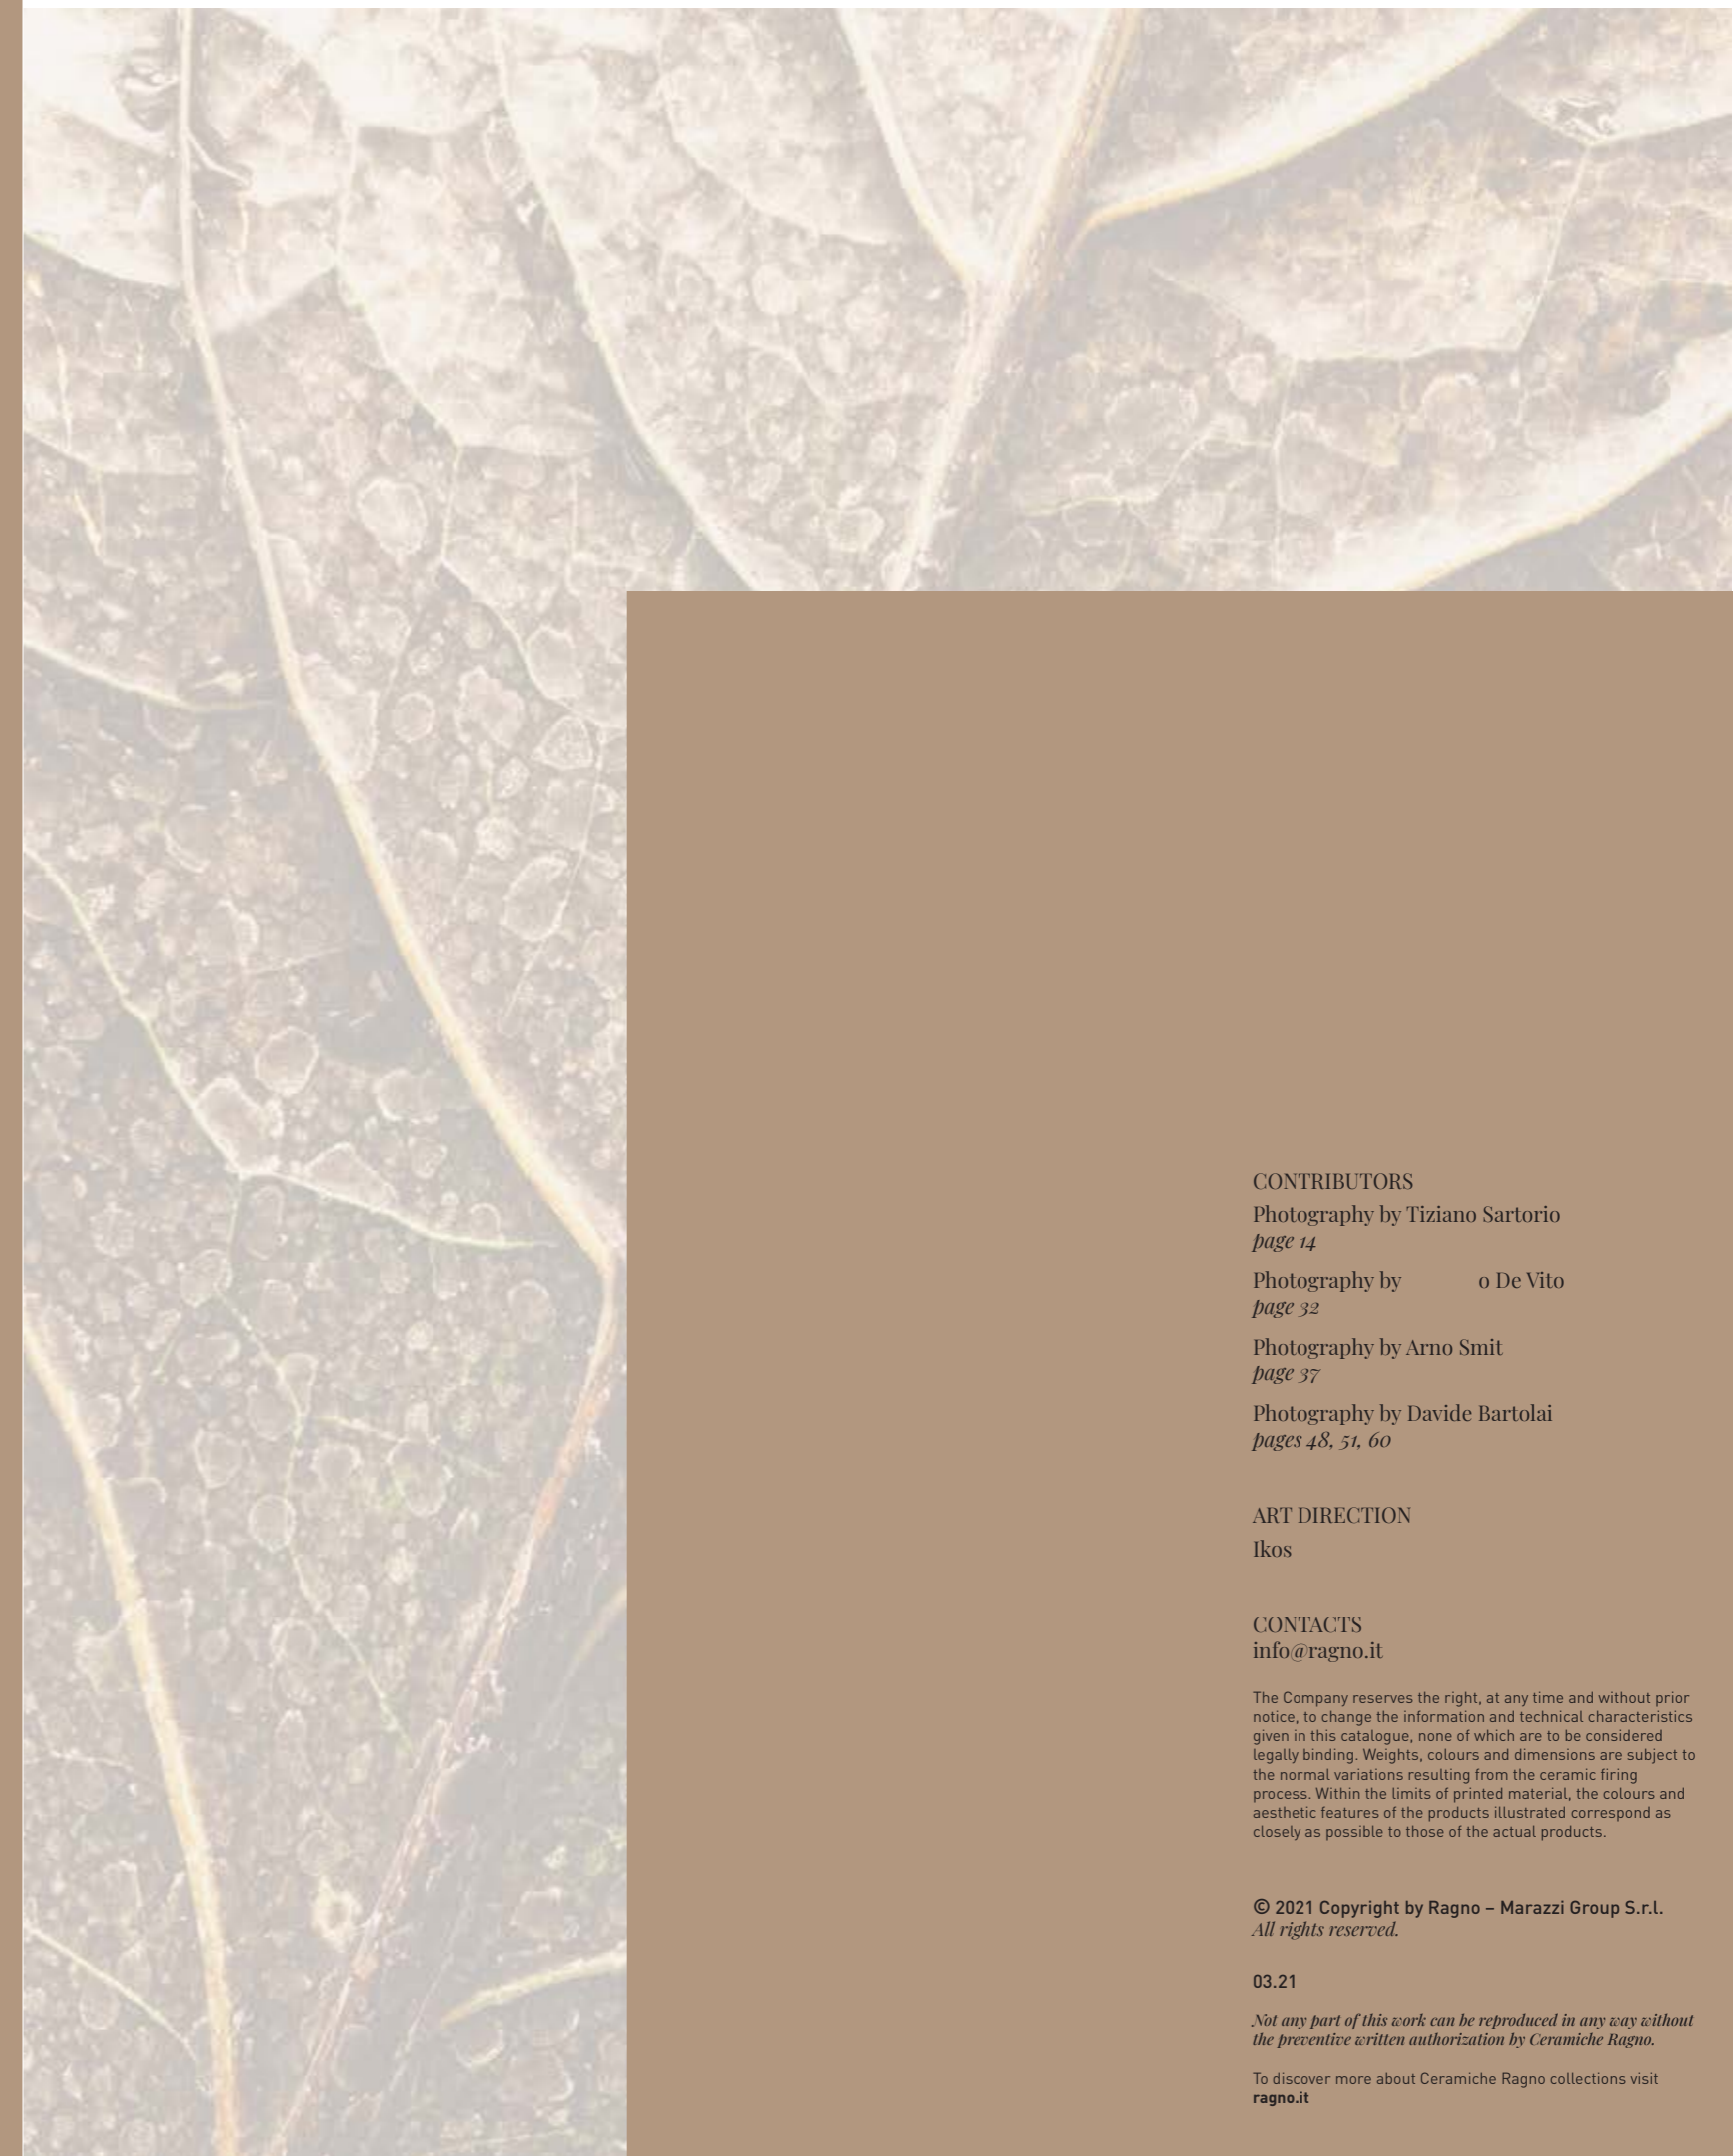 CONTRIBUTORS
Photography by Tiziano Sartorio
page 14
Photography by o De Vito
page 32
Photography by Arno Smit
page 37
Photography by Davide Bartolai
pages 48, 51, 60
ART DIRECTION
Ikos
CONTACTS
info@ragno.it
The Company reserves the right, at any time and without prior
notice, to change the information and technical characteristics
given in this catalogue, none of which are to be considered
legally binding. Weights, colours and dimensions are subject to
the normal variations resulting from the ceramic firing
process. Within the limits of printed material, the colours and
aesthetic features of the products illustrated correspond as
closely as possible to those of the actual products.
© 2021 Copyright by Ragno – Marazzi Group S.r.l.
All rights reserved.
03.21
Not any part of this work can be reproduced in any way without
the preventive written authorization by Ceramiche Ragno.
To discover more about Ceramiche Ragno collections visit
ragno.it